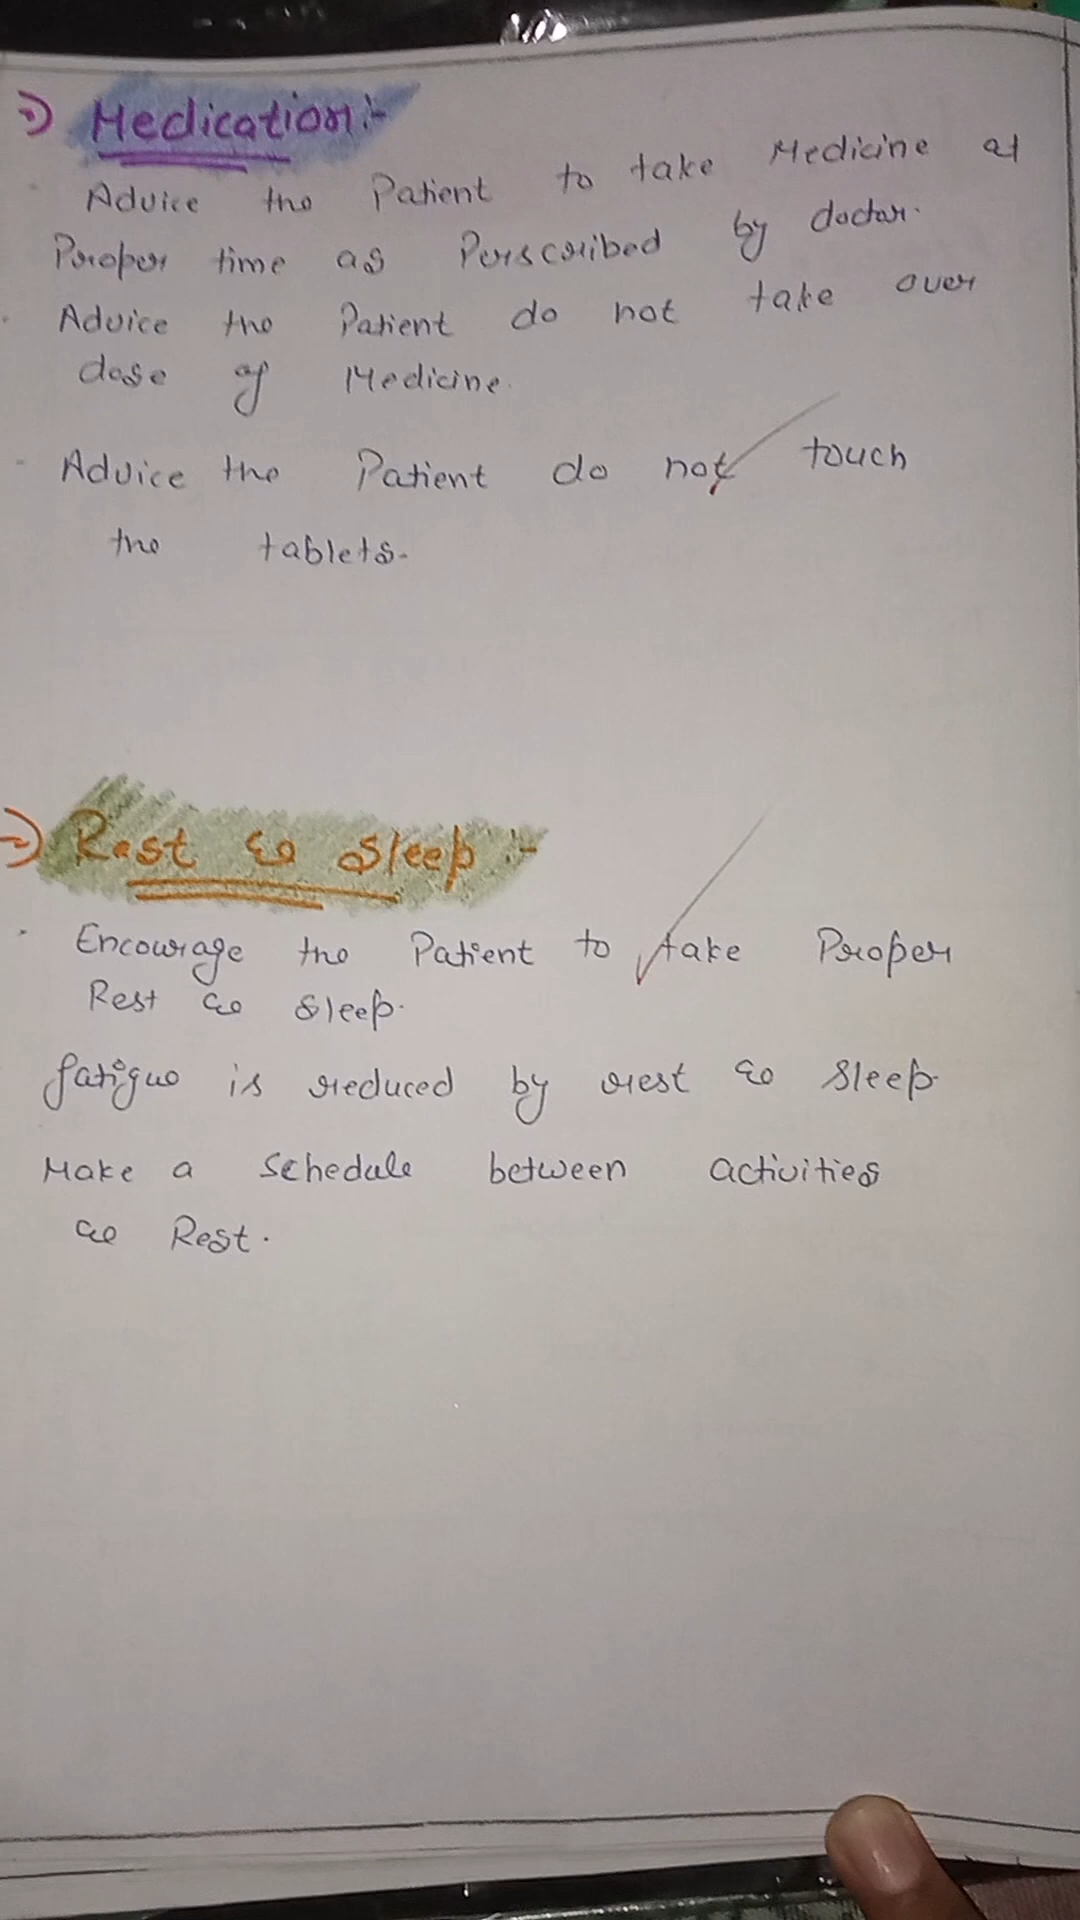 ⇒ Medication:-
Advice the Patient to take Medicine at
Proper time as Perscribed by doctor.
Advice the Patient do not take over
dose of Medicine.
Advice the Patient do not touch
the tablets.
⇒ Rest & Sleep :-
Encourage the Patient to take Proper
Rest & Sleep.
fatigue is reduced by rest & Sleep
Make a Schedule between activities
& Rest.